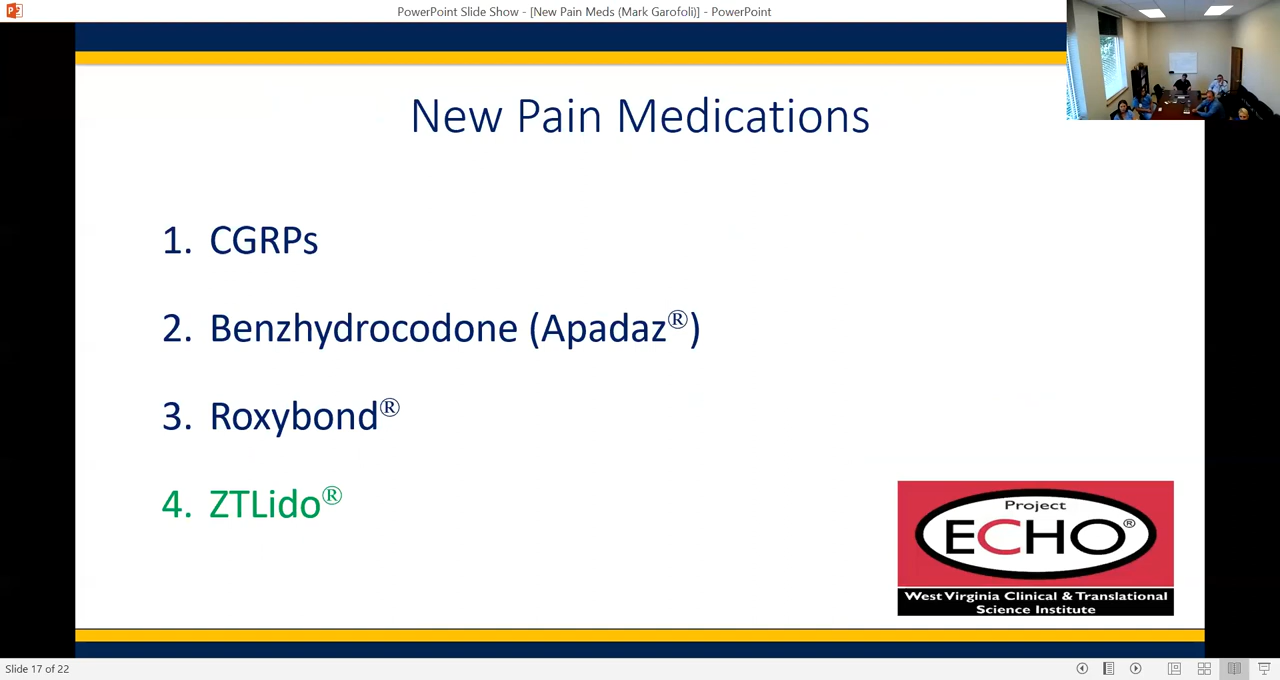 PowerPoint Slide Show - [New Pain Meds (Mark Garofoli)] - PowerPoint
New Pain Medications
1. CGRPs
2. Benzhydrocodone (Apadaz®)
3. Roxybond®
4. ZTLido®
Project
ECHO®
West Virginia Clinical & Translational
Science Institute
Slide 17 of 22